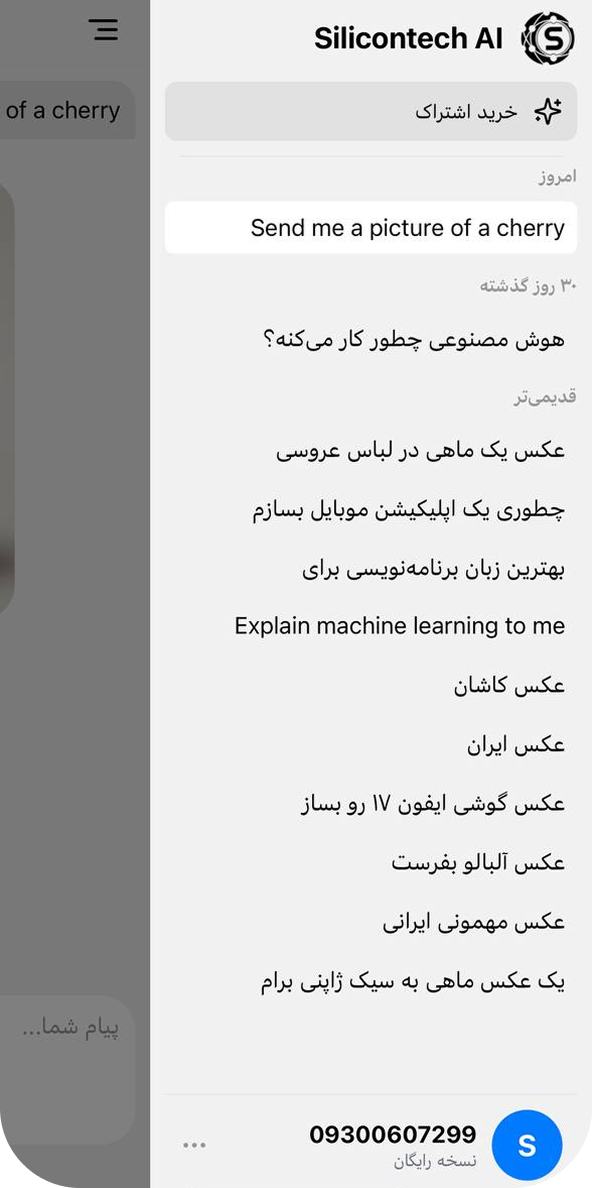 Silicontech AI
خرید اشتراک
امروز
Send me a picture of a cherry
۳۰ روز گذشته
هوش مصنوعی چطور کار می‌کنه؟
قدیمی‌تر
عکس یک ماهی در لباس عروسی
چطوری یک اپلیکیشن موبایل بسازم
بهترین زبان برنامه‌نویسی برای
Explain machine learning to me
عکس کاشان
عکس ایران
عکس گوشی ایفون ۱۷ رو بساز
عکس آلبالو بفرست
عکس مهمونی ایرانی
یک عکس ماهی به سبک ژاپنی برام
S
09300607299
نسخه رایگان
of a cherry
پیام شما...